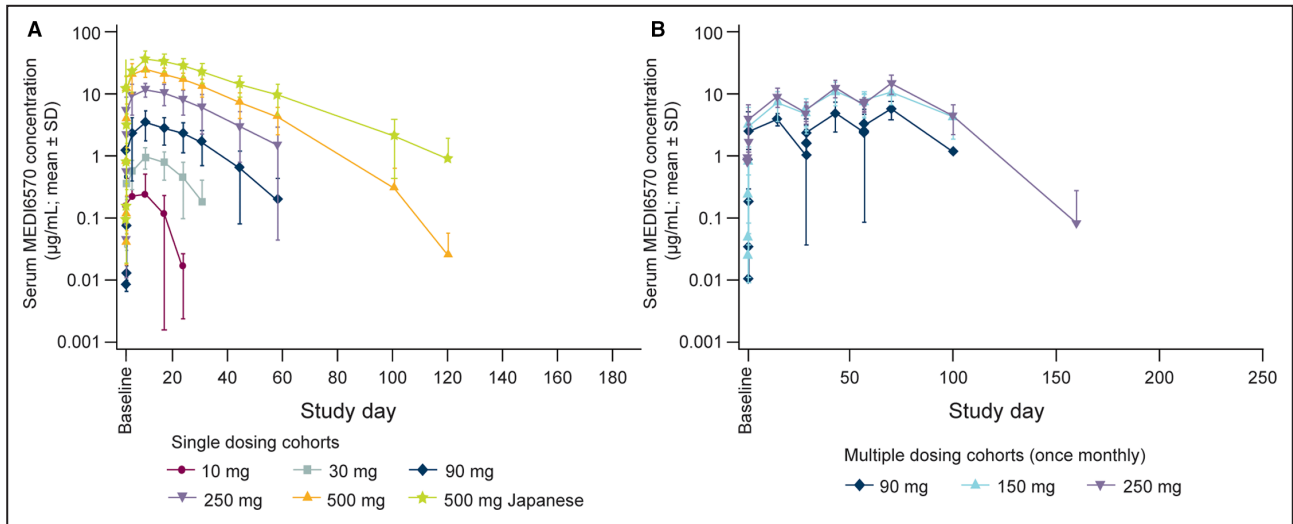 A
B
Serum MEDI6570 concentration
(µg/mL; mean ± SD)
100
10
1
0.1
0.01
0.001
Baseline
20
40
60
80
100
120
140
160
180
Study day
Single dosing cohorts
10 mg
30 mg
90 mg
250 mg
500 mg
500 mg Japanese
Serum MEDI6570 concentration
(µg/mL; mean ± SD)
100
10
1
0.1
0.01
0.001
Baseline
50
100
150
200
250
Study day
Multiple dosing cohorts (once monthly)
90 mg
150 mg
250 mg